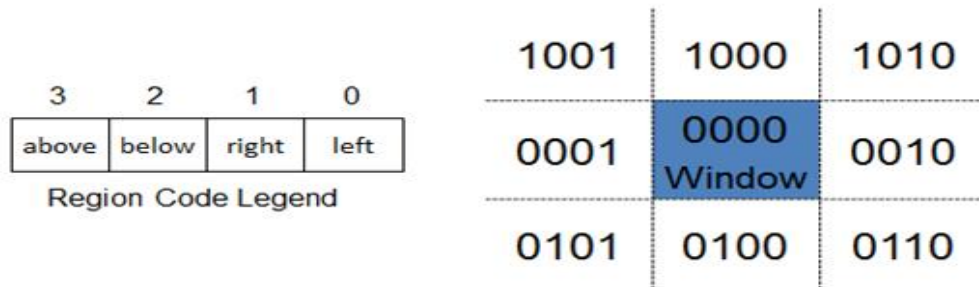 3 2 1 0
above below right left
Region Code Legend
1001 1000 1010
0001 0000 0010
Window
0101 0100 0110